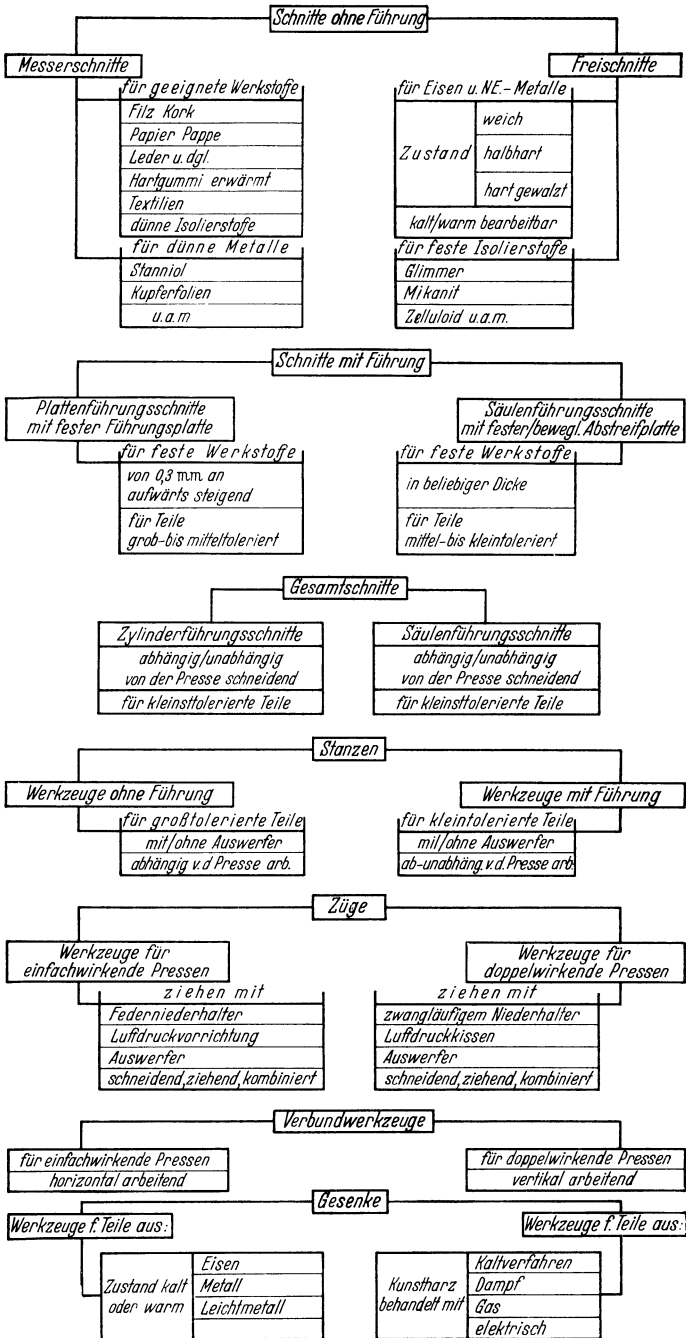 Schnitte ohne Führung
Messerschnitte
für geeignete Werkstoffe
Filz Kork
Papier Pappe
Leder u. dgl.
Hartgummi erwärmt
Textilien
dünne Isolierstoffe
für dünne Metalle
Stanniol
Kupferfolien
u.a.m
Freischnitte
für Eisen u. NE.-Metalle
Zustand
weich
halbhart
hart gewalzt
kalt/warm bearbeitbar
für feste Isolierstoffe
Glimmer
Mikanit
Zelluloid u.a.m.
Schnitte mit Führung
Plattenführungsschnitte
mit fester Führungsplatte
für feste Werkstoffe
von 0,3 mm an
aufwärts steigend
für Teile
grob-bis mitteltoleriert
Säulenführungsschnitte
mit fester/bewegl. Abstreifplatte
für feste Werkstoffe
in beliebiger Dicke
für Teile
mittel-bis kleintoleriert
Gesamtschnitte
Zylinderführungsschnitte
abhängig/unabhängig
von der Presse schneidend
für kleinsttolerierte Teile
Säulenführungsschnitte
abhängig/unabhängig
von der Presse schneidend
für kleinsttolerierte Teile
Stanzen
Werkzeuge ohne Führung
für großtolerierte Teile
mit/ohne Auswerfer
abhängig v.d Presse arb.
Werkzeuge mit Führung
für kleintolerierte Teile
mil/ohne Auswerfer
ab-unabhäng. v.d. Presse arb.
Züge
Werkzeuge für
einfachwirkende Pressen
ziehen mit
Federniederhalter
Luftdruckvorrichtung
Auswerfer
schneidend, ziehend, kombiniert
Werkzeuge für
doppelwirkende Pressen
ziehen mit
zwangläufigem Niederhalter
Luftdruckkissen
Auswerfer
schneidend, ziehend, kombiniert
Verbundwerkzeuge
für einfachwirkende Pressen
horizontal arbeitend
für doppelwirkende Pressen
vertikal arbeitend
Gesenke
Werkzeuge f. Teile aus:
Zustand kalt
oder warm
Eisen
Metall
Leichtmetall
Werkzeuge f. Teile aus:
Kunstharz
behandelt mit
Kaltverfahren
Dampf
Gas
elektrisch